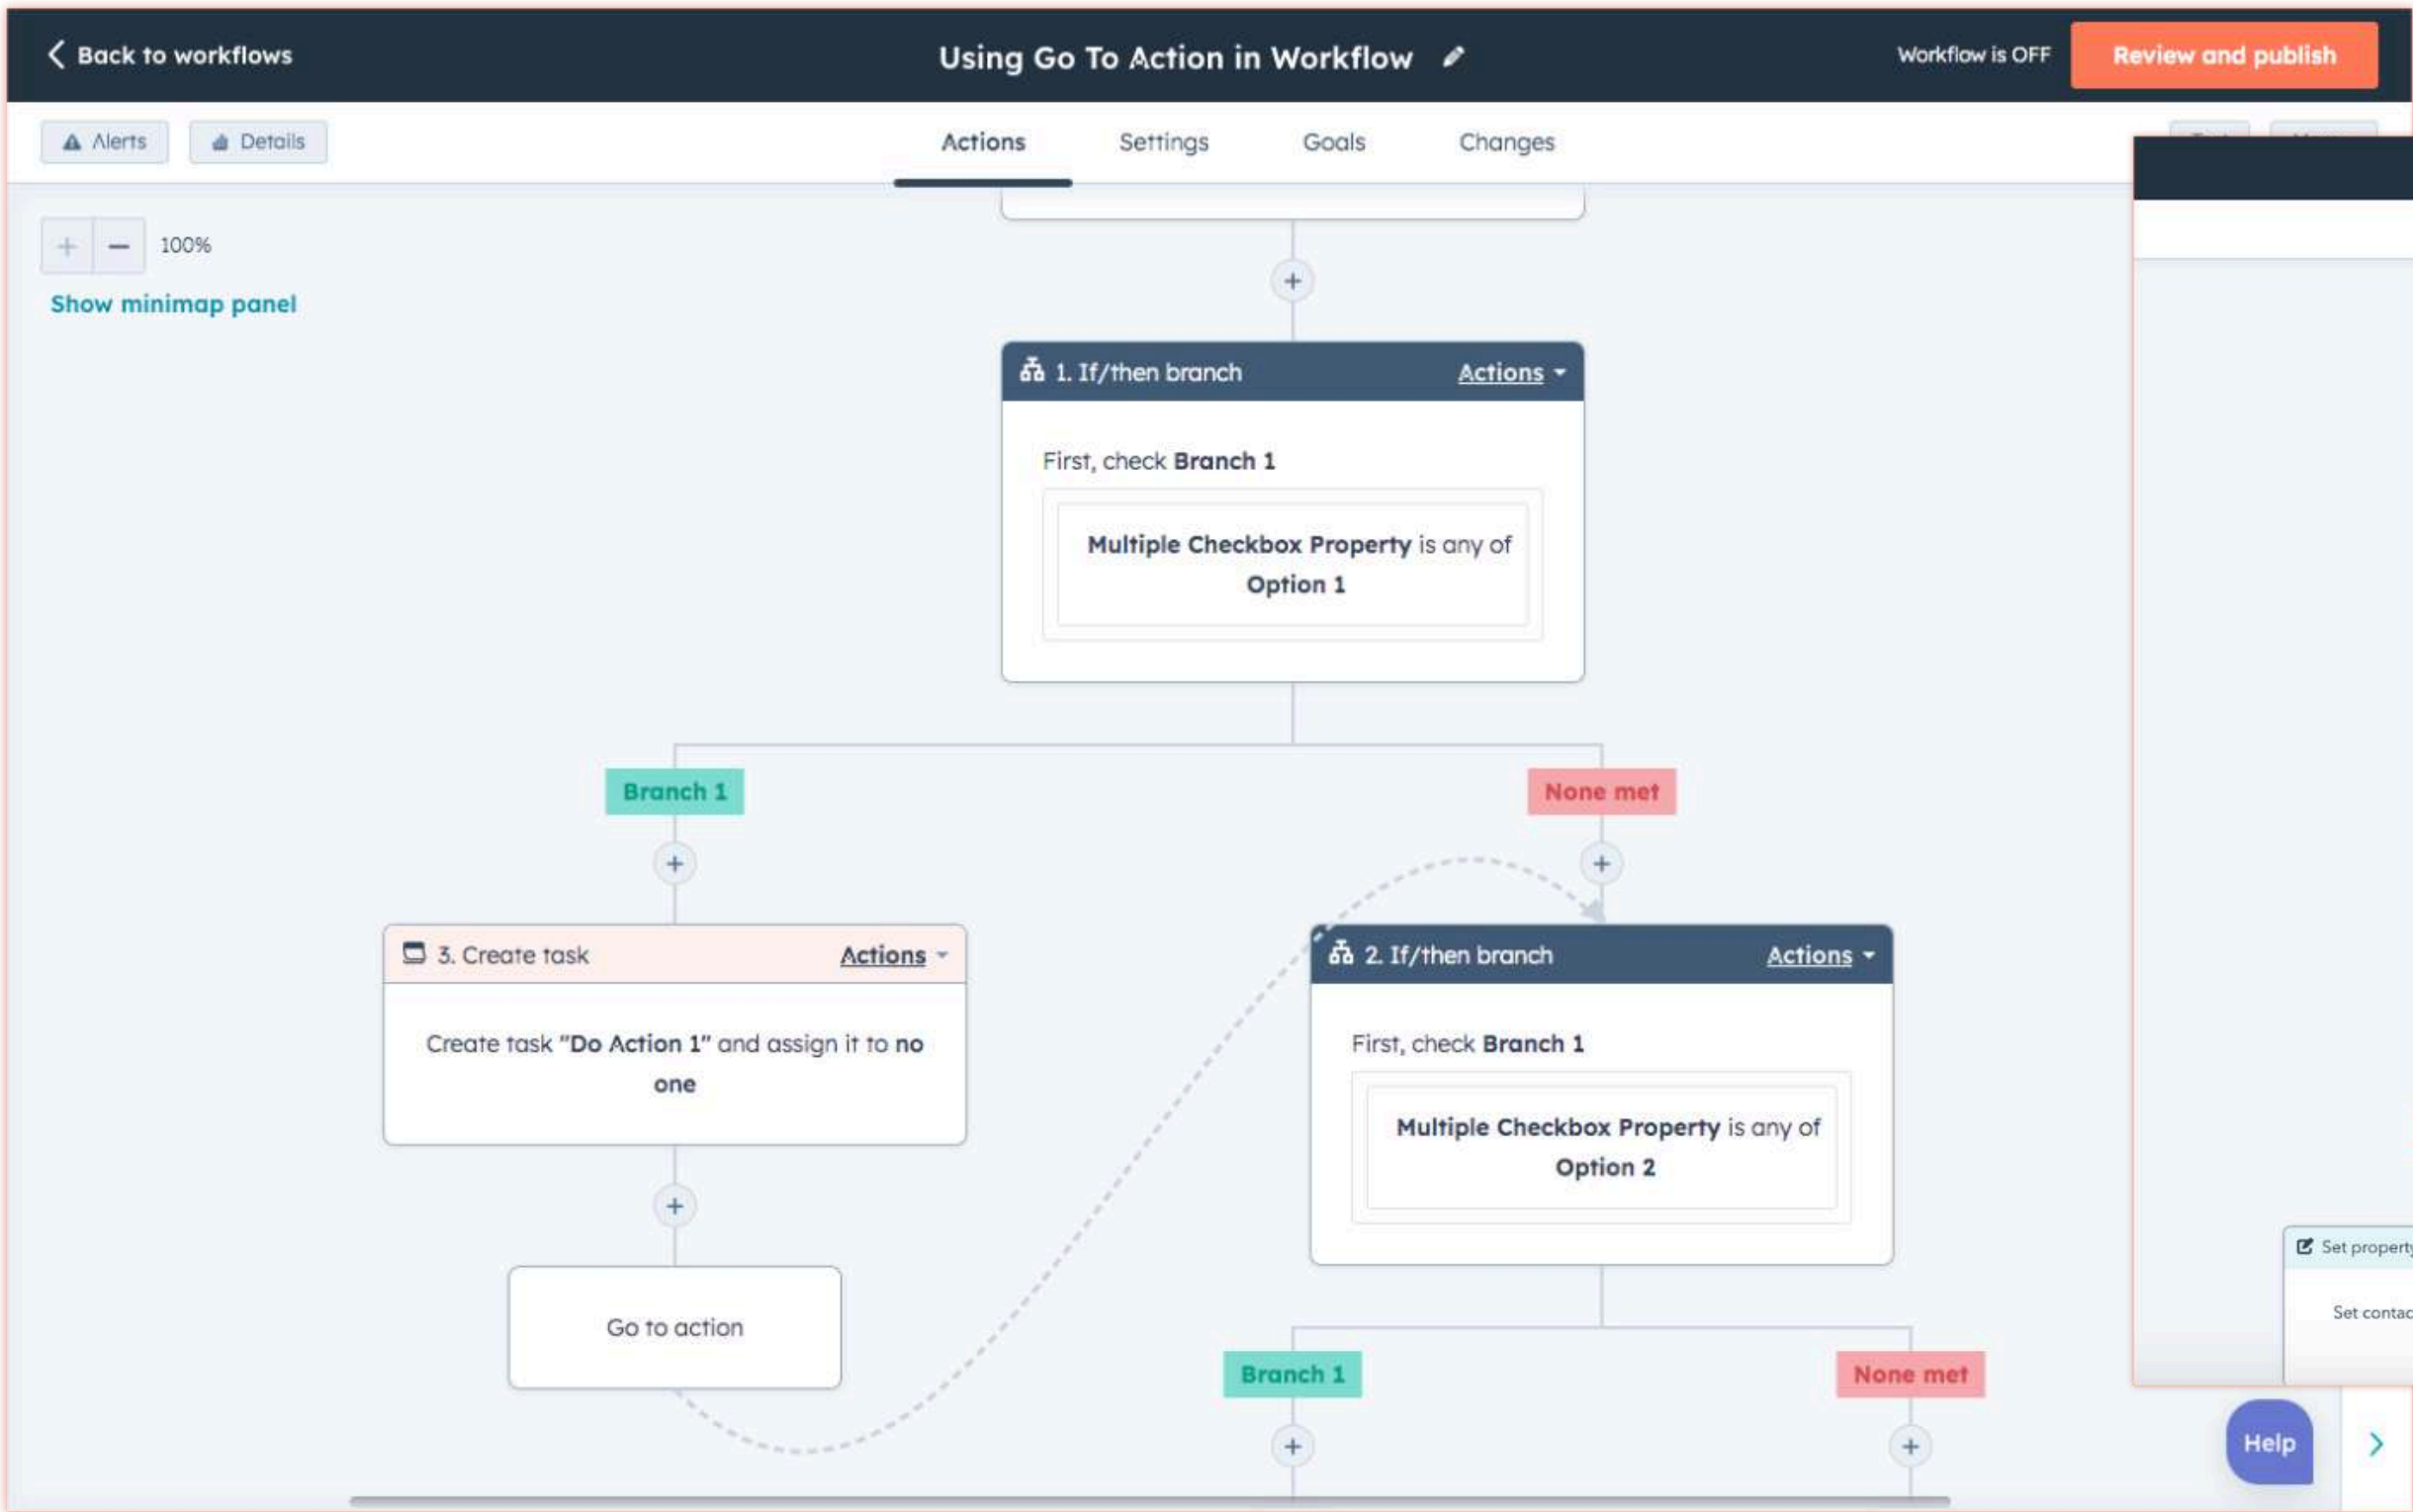 Back to workflows
Using Go To Action in Workflow
Workflow is OFF
Review and publish
Alerts
Details
Actions
Settings
Goals
Changes
100%
Show minimap panel
1. If/then branch
Actions
First, check Branch 1
Multiple Checkbox Property is any of
Option 1
Branch 1
None met
3. Create task
Actions
Create task "Do Action 1" and assign it to no
one
Go to action
2. If/then branch
Actions
First, check Branch 1
Multiple Checkbox Property is any of
Option 2
Branch 1
None met
Set property
Set contac
Help